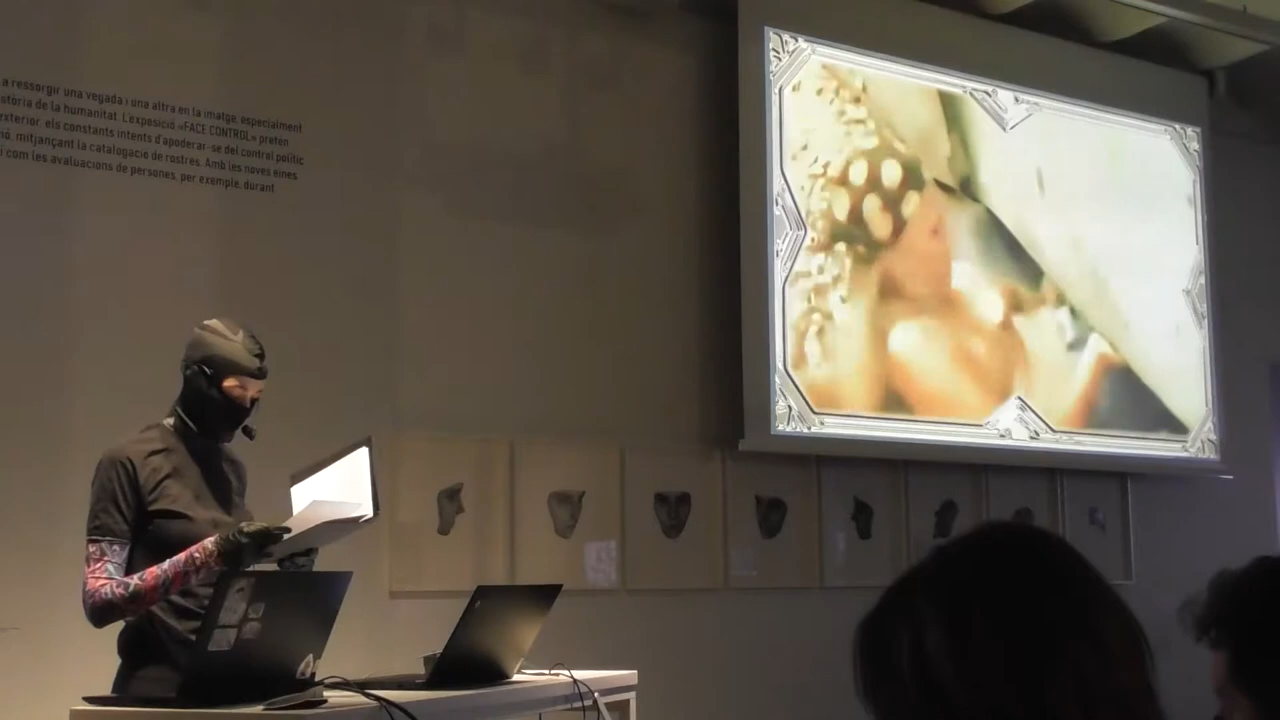 a ressorgir una vegada i una altra en la imatge, especialment
stòria de la humanitat. L'exposició «FACE CONTROL» pretén
exterior, els constants intents d'apoderar-se del control polític
ió, mitjançant la catalogació de rostres. Amb les noves eines
i com les avaluacions de persones, per exemple, durant